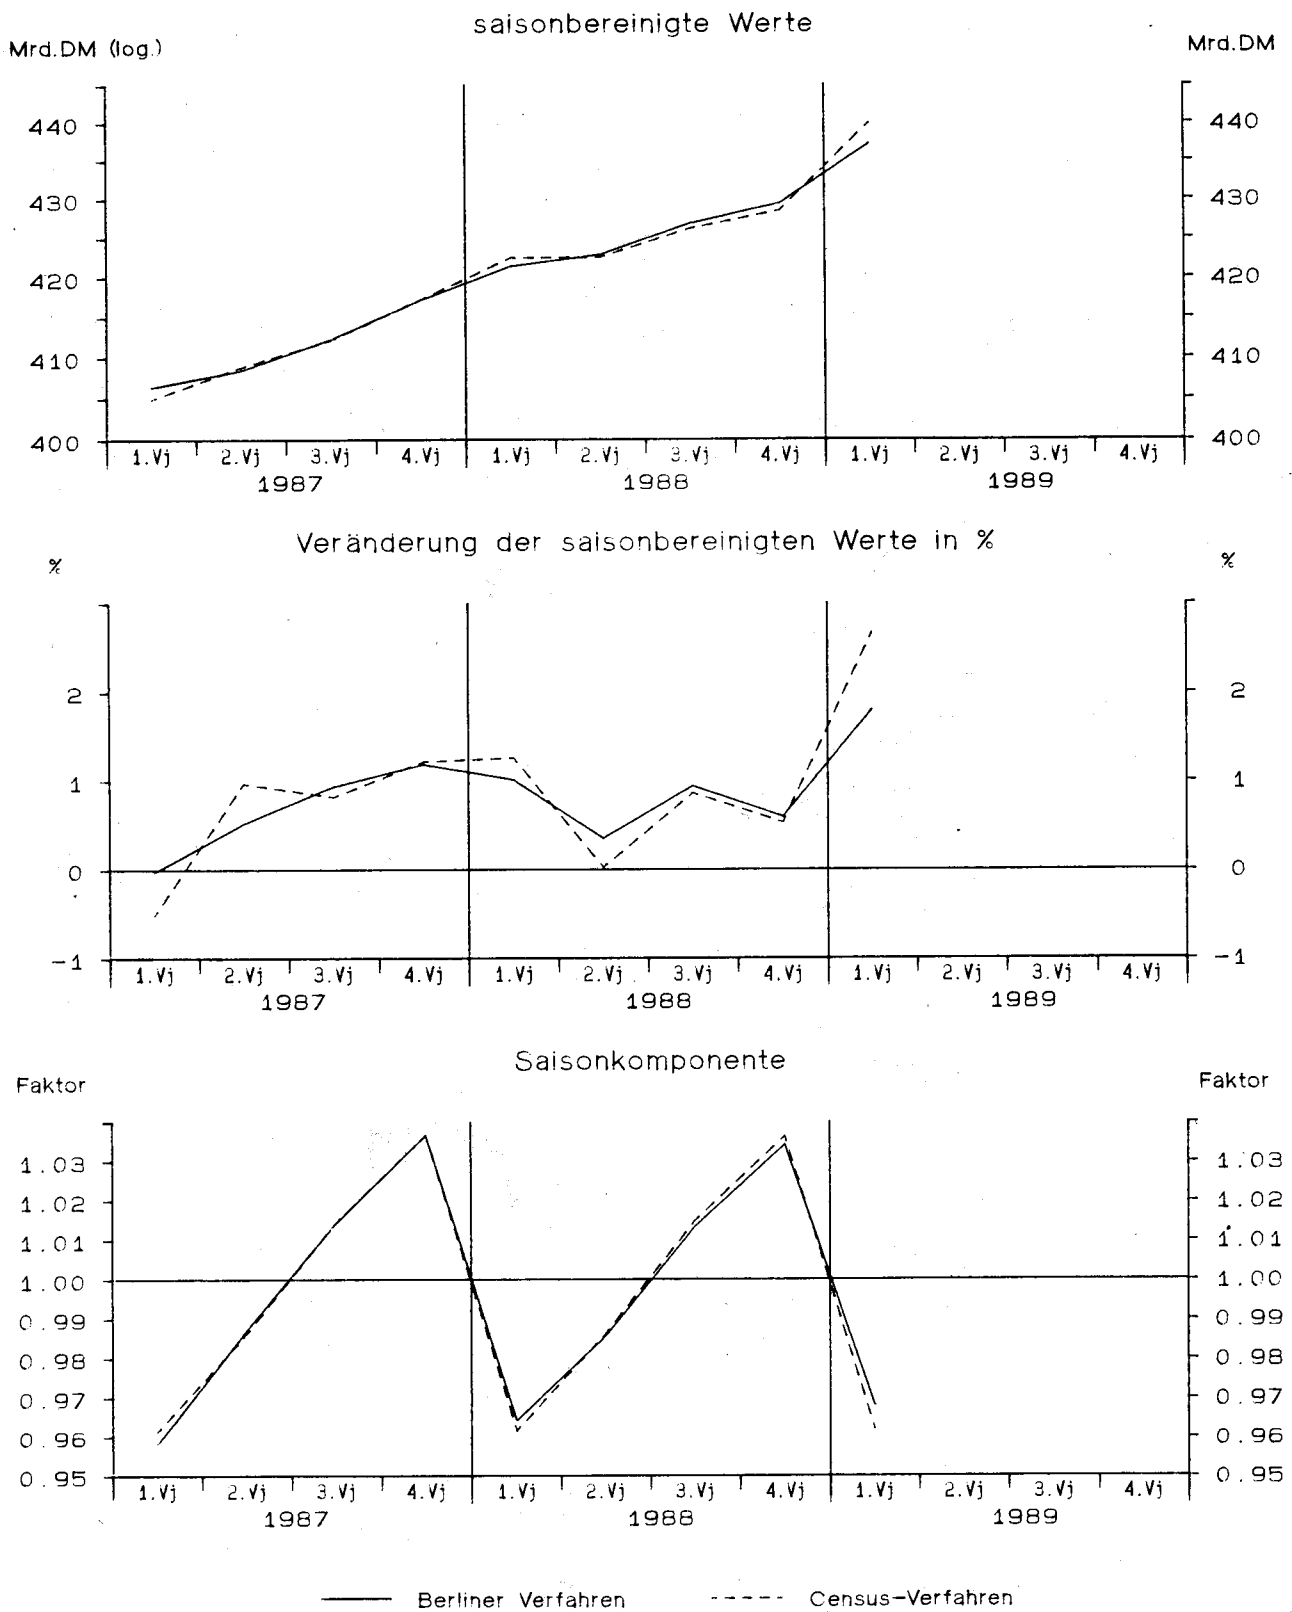 saisonbereinigte Werte
Mrd.DM (log.) Mrd.DM
440 440
430 430
420 420
410 410
400 400
1.Vj 2.Vj 3.Vj 4.Vj 1.Vj 2.Vj 3.Vj 4.Vj 1.Vj 2.Vj 3.Vj 4.Vj
1987 1988 1989
Veränderung der saisonbereinigten Werte in %
% %
2 2
1 1
0 0
-1 -1
1.Vj 2.Vj 3.Vj 4.Vj 1.Vj 2.Vj 3.Vj 4.Vj 1.Vj 2.Vj 3.Vj 4.Vj
1987 1988 1989
Saisonkomponente
Faktor Faktor
1.03 1.03
1.02 1.02
1.01 1.01
1.00 1.00
0.99 0.99
0.98 0.98
0.97 0.97
0.96 0.96
0.95 0.95
1.Vj 2.Vj 3.Vj 4.Vj 1.Vj 2.Vj 3.Vj 4.Vj 1.Vj 2.Vj 3.Vj 4.Vj
1987 1988 1989
Berliner Verfahren Census-Verfahren